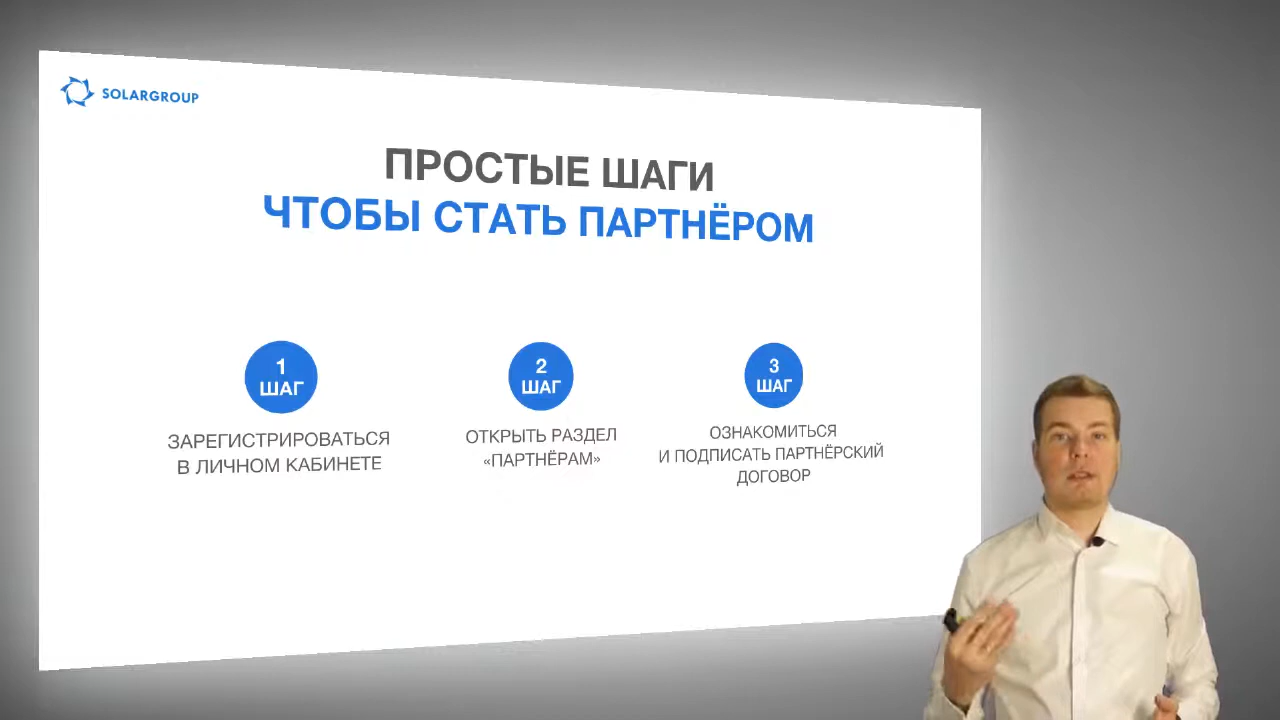 SOLARGROUP
ПРОСТЫЕ ШАГИ
ЧТОБЫ СТАТЬ ПАРТНЁРОМ
1
ШАГ
ЗАРЕГИСТРИРОВАТЬСЯ
В ЛИЧНОМ КАБИНЕТЕ
2
ШАГ
ОТКРЫТЬ РАЗДЕЛ
«ПАРТНЁРАМ»
3
ШАГ
ОЗНАКОМИТЬСЯ
И ПОДПИСАТЬ ПАРТНЁРСКИЙ
ДОГОВОР